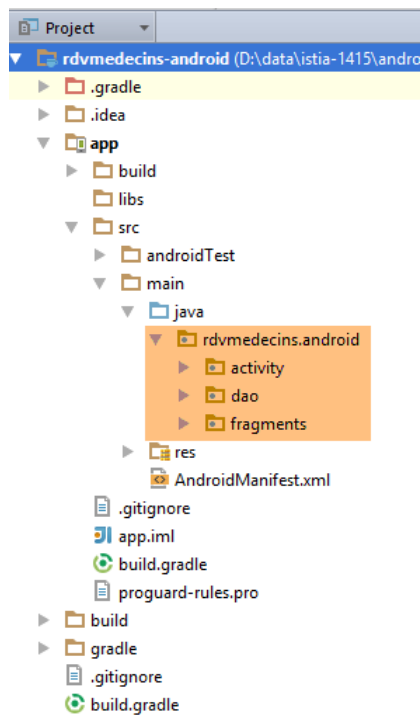 Project
rdvmedecins-android (D:\data\istia-1415\andro
.gradle
.idea
app
build
libs
src
androidTest
main
java
rdvmedecins.android
activity
dao
fragments
res
AndroidManifest.xml
.gitignore
app.iml
build.gradle
proguard-rules.pro
build
gradle
.gitignore
build.gradle